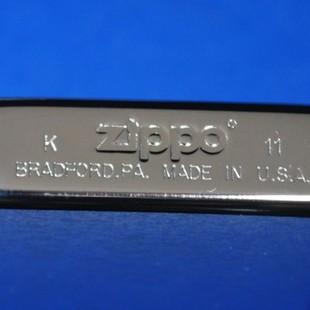 K zippo® 11
BRADFORD,PA. MADE IN U.S.A.